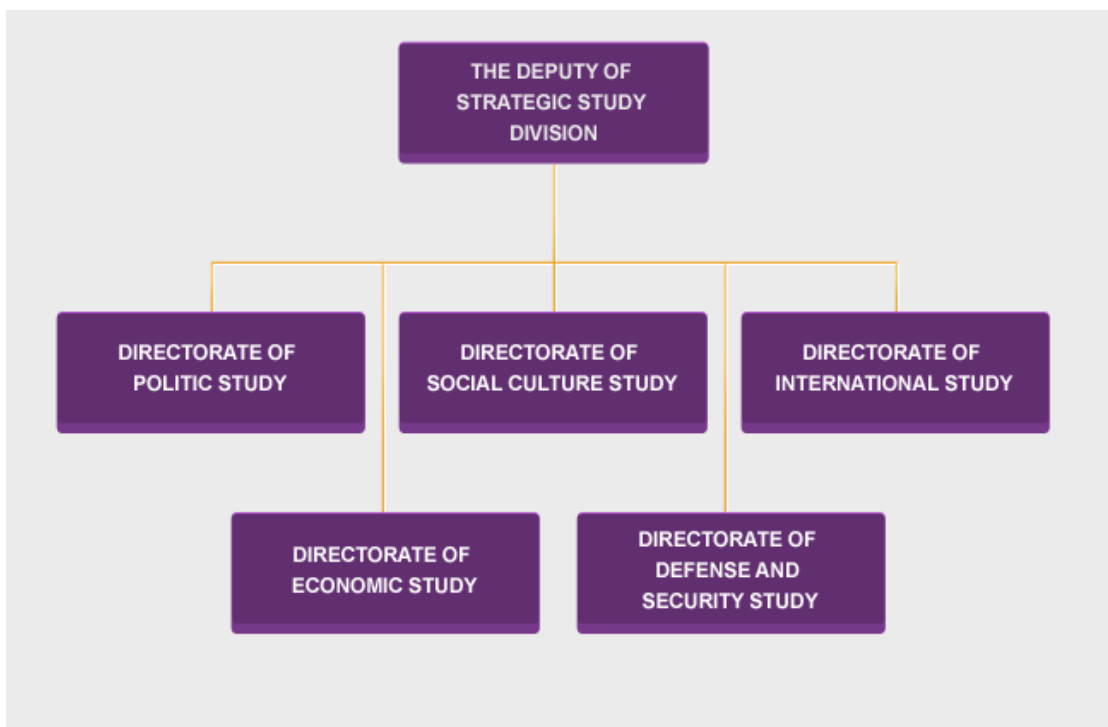 THE DEPUTY OF
STRATEGIC STUDY
DIVISION
DIRECTORATE OF
POLITIC STUDY
DIRECTORATE OF
SOCIAL CULTURE STUDY
DIRECTORATE OF
INTERNATIONAL STUDY
DIRECTORATE OF
ECONOMIC STUDY
DIRECTORATE OF
DEFENSE AND
SECURITY STUDY